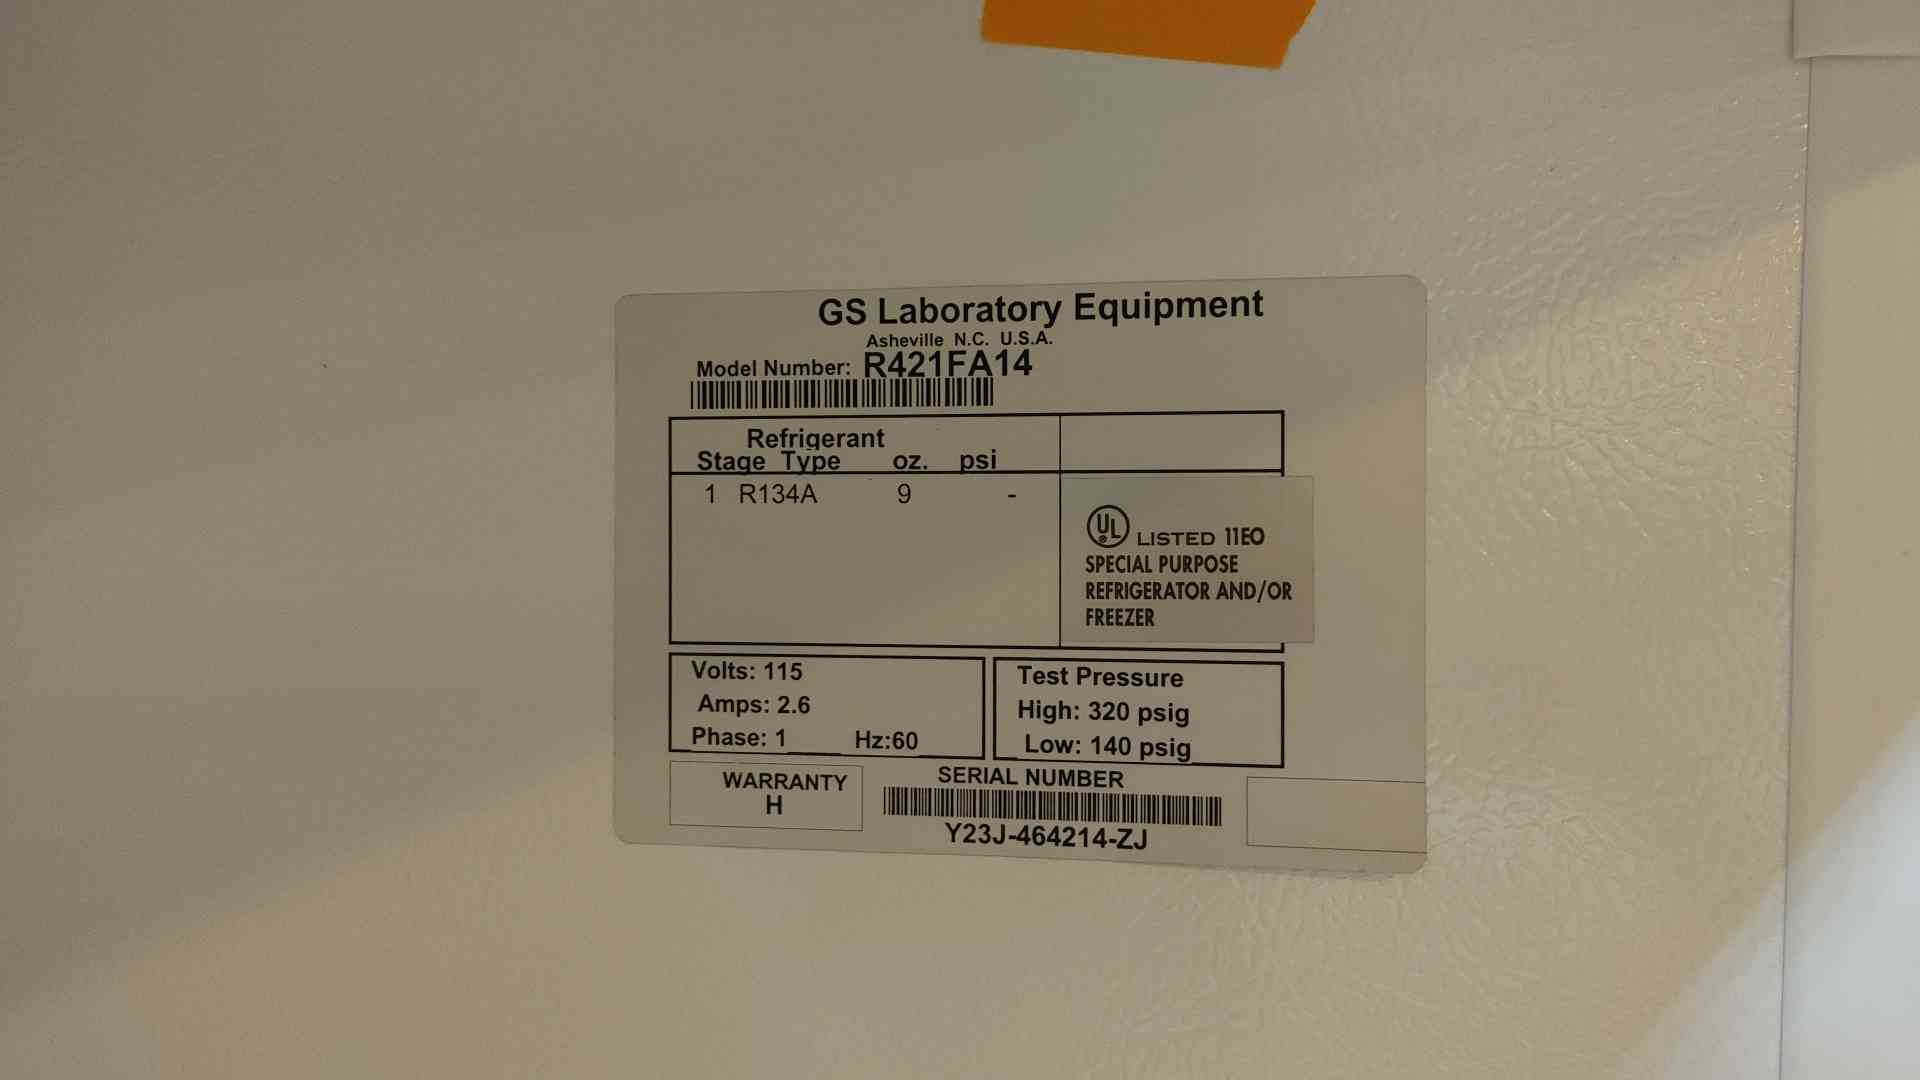 GS Laboratory Equipment
Asheville N.C. U.S.A.
Model Number: R421FA14
Refrigerant
Stage Type oz. psi
1 R134A 9 -
UL LISTED 11EO
SPECIAL PURPOSE
REFRIGERATOR AND/OR
FREEZER
Volts: 115
Amps: 2.6
Phase: 1 Hz:60
Test Pressure
High: 320 psig
Low: 140 psig
WARRANTY
H
SERIAL NUMBER
Y23J-464214-ZJ